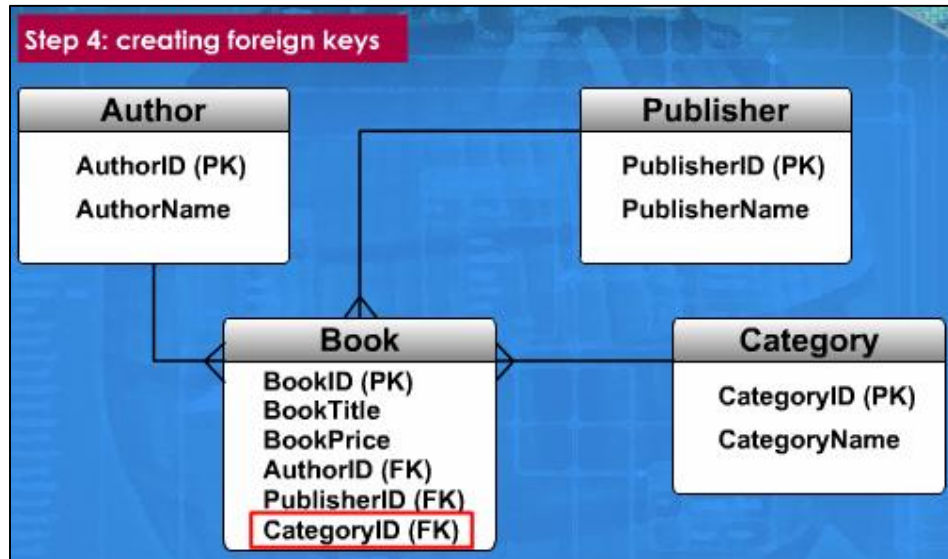 Step 4: creating foreign keys
Author
AuthorID (PK)
AuthorName
Publisher
PublisherID (PK)
PublisherName
Book
BookID (PK)
BookTitle
BookPrice
AuthorID (FK)
PublisherID (FK)
CategoryID (FK)
Category
CategoryID (PK)
CategoryName